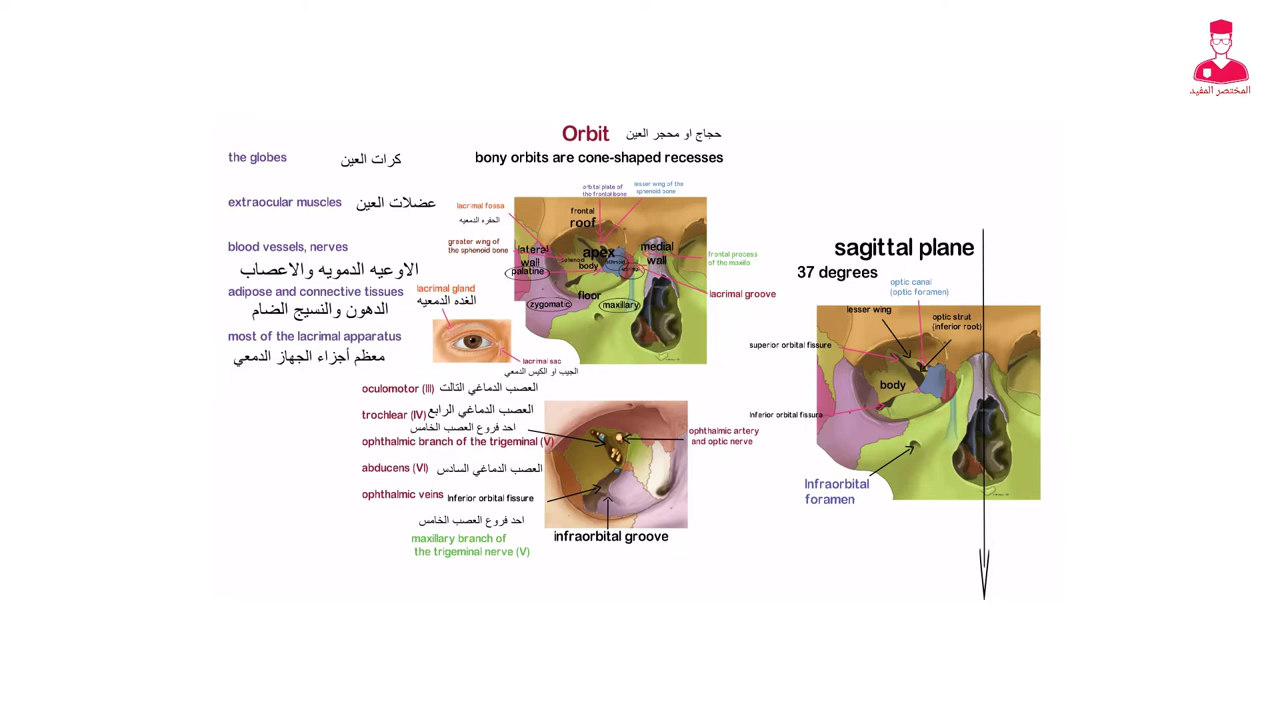 المختصر المفيد
Orbit حجاج او محجر العين
bony orbits are cone-shaped recesses
the globes كرات العين
extraocular muscles عضلات العين
blood vessels, nerves
الاوعيه الدمويه والاعصاب
adipose and connective tissues
الدهون والنسيج الضام
most of the lacrimal apparatus
معظم أجزاء الجهاز الدمعي
lacrimal gland
الغده الدمعيه
lacrimal sac
الجيب او الكيس الدمعي
orbital plate of
the frontal bone
lesser wing of the
sphenoid bone
lacrimal fossa
الحفره الدمعيه
greater wing of
the sphenoid bone
frontal
roof
lateral
wall
apex
body
medial
wall
palatine
floor
zygomatic
maxillary
frontal process
of the maxilla
lacrimal groove
oculomotor (III) العصب الدماغي التالت
trochlear (IV) العصب الدماغي الرابع
احد فروع العصب الخامس
ophthalmic branch of the trigeminal (V)
abducens (VI) العصب الدماغي السادس
ophthalmic veins
Inferior orbital fissure
احد فروع العصب الخامس
maxillary branch of
the trigeminal nerve (V)
ophthalmic artery
and optic nerve
infraorbital groove
sagittal plane
37 degrees
optic canal
(optic foramen)
lesser wing
optic strut
(inferior root)
superior orbital fissure
body
Inferior orbital fissure
Infraorbital
foramen